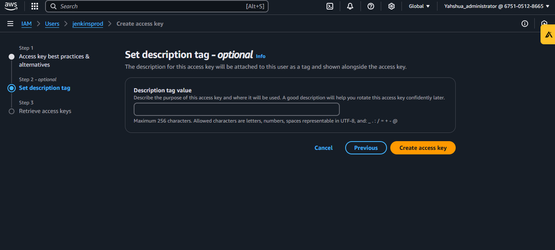 aws
Search
[Alt+S]
Global
Yahshua_administrator @ 6751-0512-8665
IAM > Users > jenkinsprod > Create access key
Step 1
Access key best practices &
alternatives
Step 2 - optional
Set description tag
Step 3
Retrieve access keys
Set description tag - optional Info
The description for this access key will be attached to this user as a tag and shown alongside the access key.
Description tag value
Describe the purpose of this access key and where it will be used. A good description will help you rotate this access key confidently later.
Maximum 256 characters. Allowed characters are letters, numbers, spaces representable in UTF-8, and: _ . : / = + - @
Cancel
Previous
Create access key